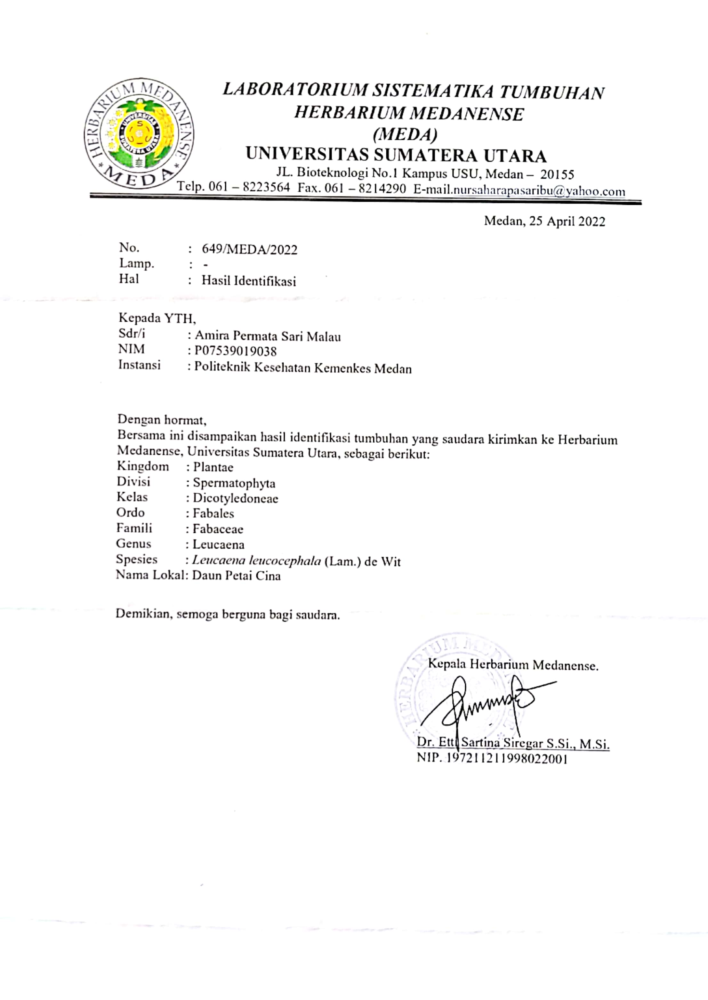 HERBARIUM MEDANENSE
* MEDA *
UNIVERSITAS
SUMATERA UTARA
LABORATORIUM SISTEMATIKA TUMBUHAN
HERBARIUM MEDANENSE
(MEDA)
UNIVERSITAS SUMATERA UTARA
JL. Bioteknologi No.1 Kampus USU, Medan – 20155
Telp. 061 – 8223564 Fax. 061 – 8214290 E-mail.nursaharapasaribu@yahoo.com
Medan, 25 April 2022
No. : 649/MEDA/2022
Lamp. : -
Hal : Hasil Identifikasi
Kepada YTH,
Sdr/i : Amira Permata Sari Malau
NIM : P07539019038
Instansi : Politeknik Kesehatan Kemenkes Medan
Dengan hormat,
Bersama ini disampaikan hasil identifikasi tumbuhan yang saudara kirimkan ke Herbarium
Medanense, Universitas Sumatera Utara, sebagai berikut:
Kingdom : Plantae
Divisi : Spermatophyta
Kelas : Dicotyledoneae
Ordo : Fabales
Famili : Fabaceae
Genus : Leucaena
Spesies : Leucaena leucocephala (Lam.) de Wit
Nama Lokal: Daun Petai Cina
Demikian, semoga berguna bagi saudara.
Kepala Herbarium Medanense.
Dr. Etti Sartina Siregar S.Si., M.Si.
NIP. 197211211998022001